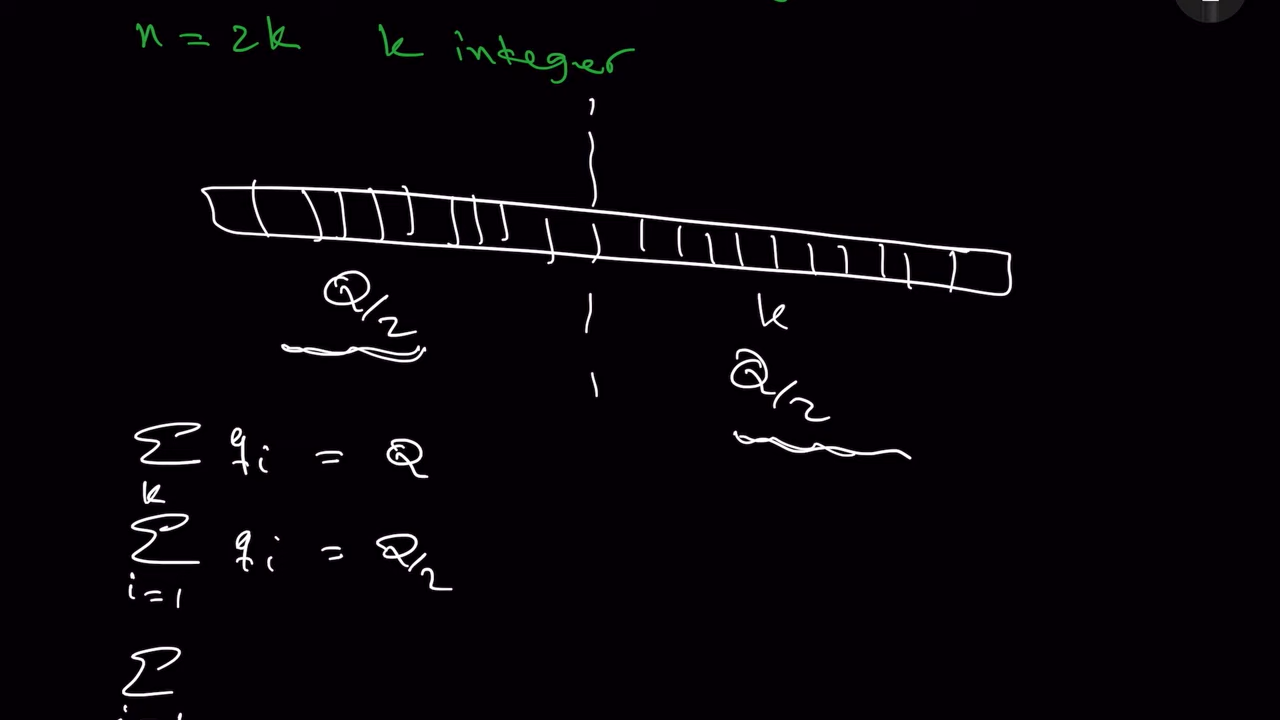 n = 2k k integer
Q/2
k
Q/2
∑ qi = Q
k
∑ qi = Q/2
i=1
∑